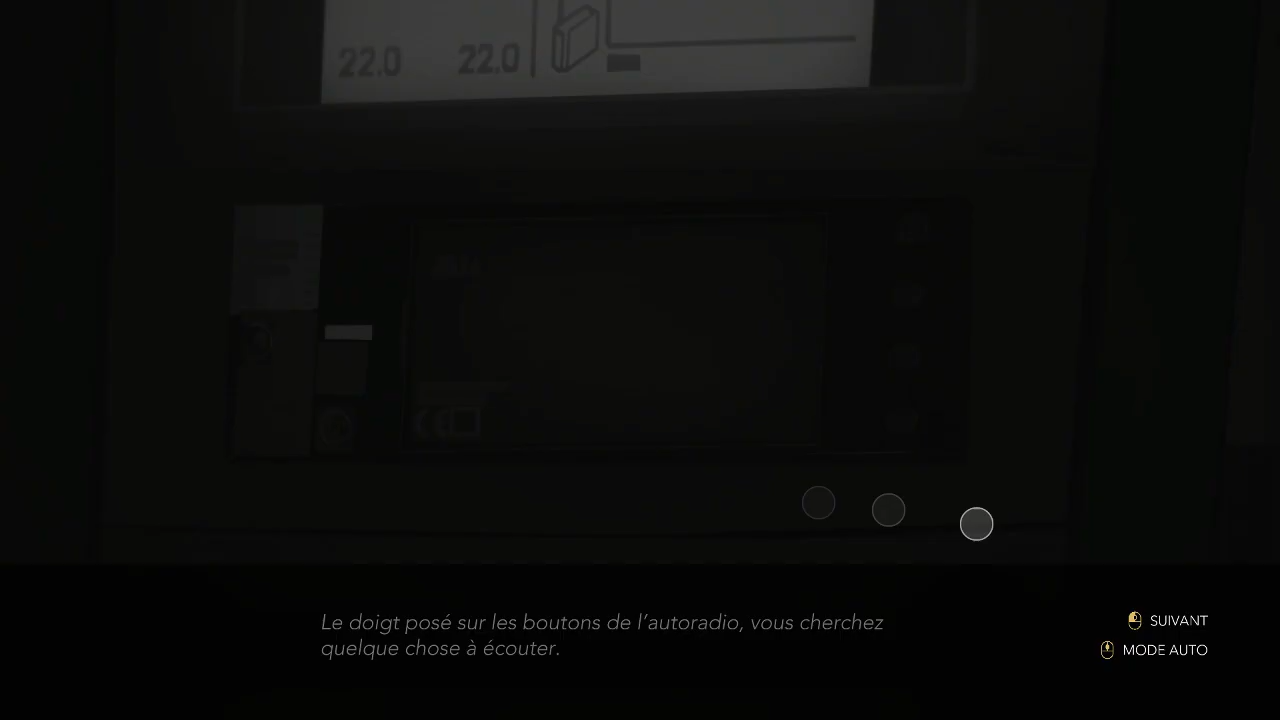 22.0 22.0
Le doigt posé sur les boutons de l'autoradio, vous cherchez
quelque chose à écouter.
SUIVANT
MODE AUTO